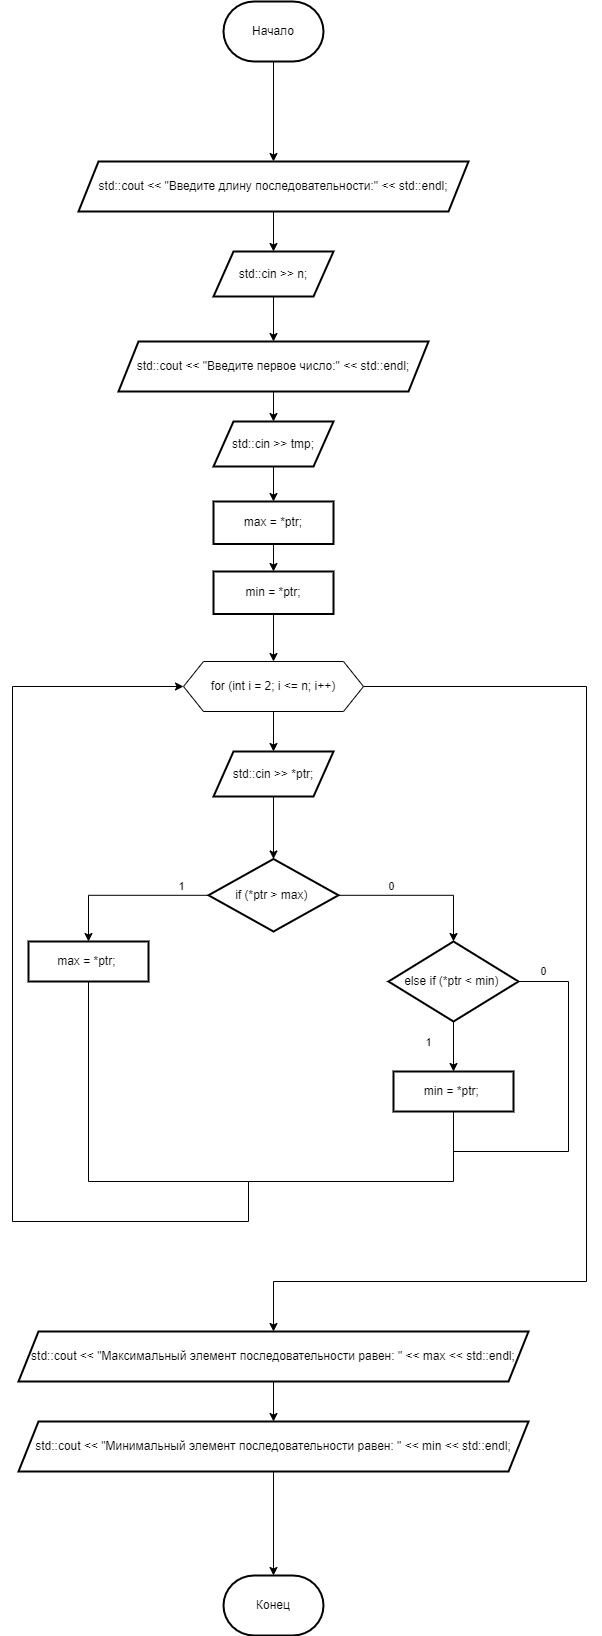 Начало
std::cout << "Введите длину последовательности:" << std::endl;
std::cin >> n;
std::cout << "Введите первое число:" << std::endl;
std::cin >> tmp;
max = *ptr;
min = *ptr;
for (int i = 2; i <= n; i++)
std::cin >> *ptr;
if (*ptr > max)
1
0
max = *ptr;
else if (*ptr < min)
0
1
min = *ptr;
std::cout << "Максимальный элемент последовательности равен: " << max << std::endl;
std::cout << "Минимальный элемент последовательности равен: " << min << std::endl;
Конец